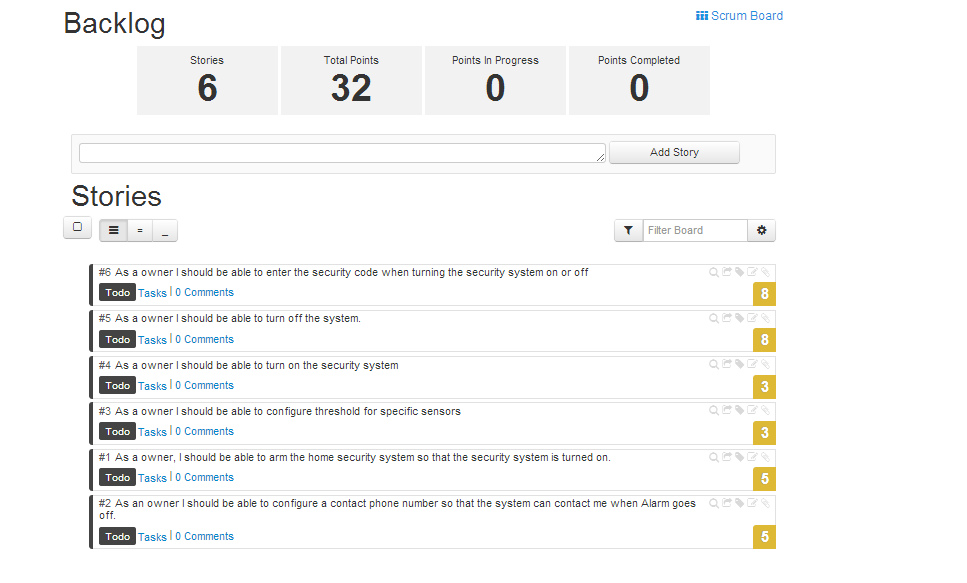 Backlog
Scrum Board
Stories
Total Points
Points In Progress
Points Completed
6
32
0
0
Add Story
Stories
=
_
Filter Board
#6 As a owner I should be able to enter the security code when turning the security system on or off
Todo Tasks | 0 Comments
8
#5 As a owner I should be able to turn off the system.
Todo Tasks | 0 Comments
8
#4 As a owner I should be able to turn on the security system
Todo Tasks | 0 Comments
3
#3 As a owner I should be able to configure threshold for specific sensors
Todo Tasks | 0 Comments
3
#1 As a owner, I should be able to arm the home security system so that the security system is turned on.
Todo Tasks | 0 Comments
5
#2 As an owner I should be able to configure a contact phone number so that the system can contact me when Alarm goes
off.
Todo Tasks | 0 Comments
5